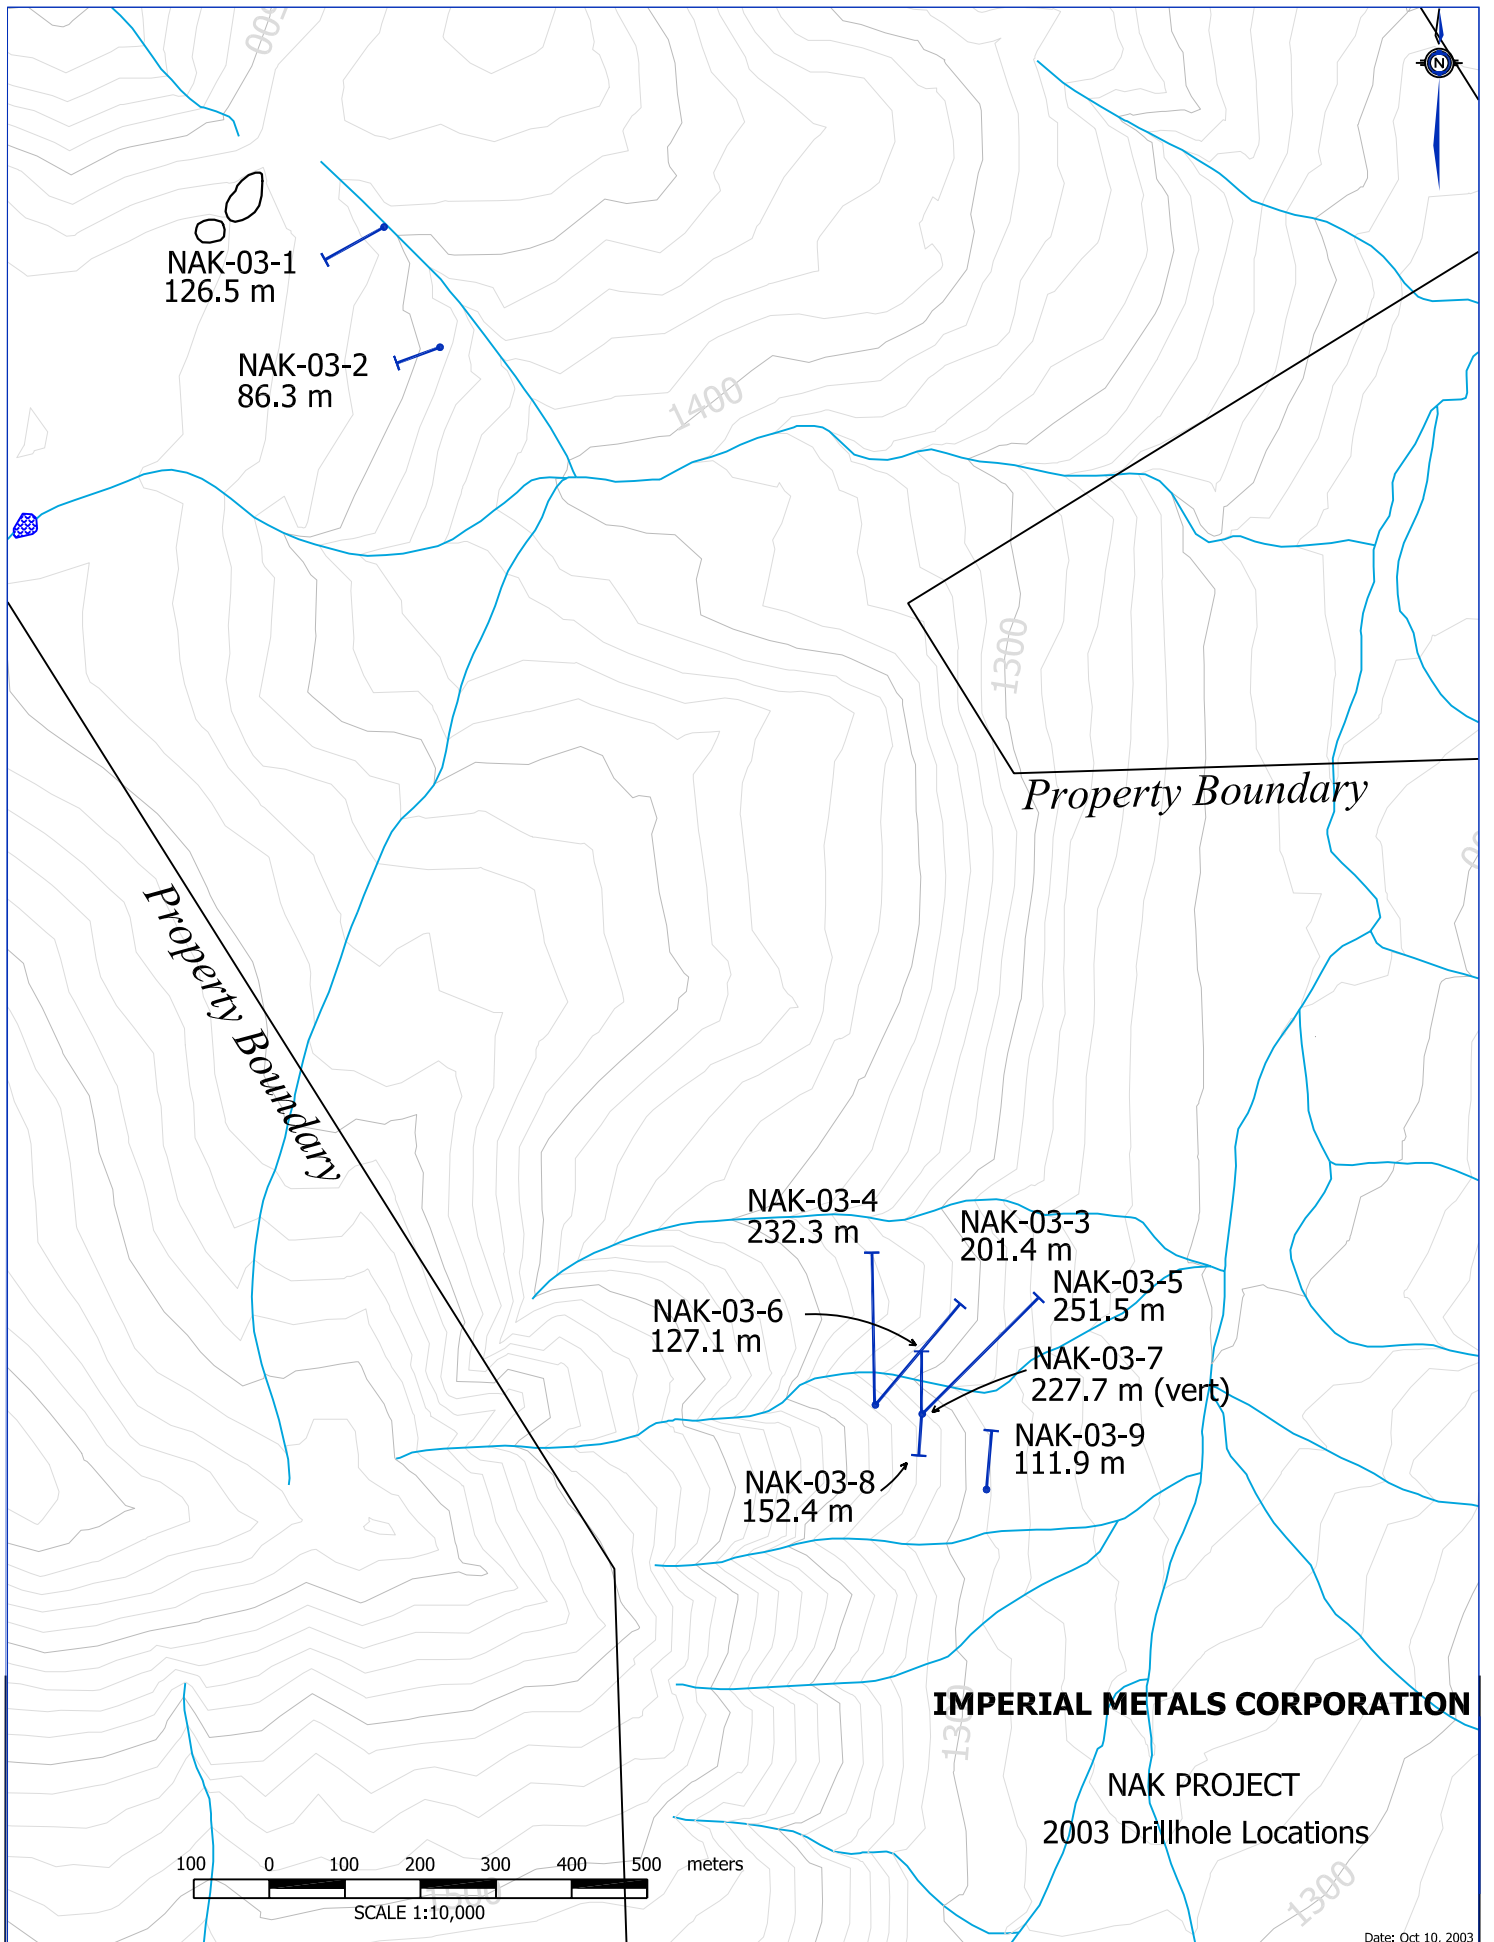 N
NAK-03-1
126.5 m
NAK-03-2
86.3 m
1400
1300
Property Boundary
Property Boundary
NAK-03-4
232.3 m
NAK-03-3
201.4 m
NAK-03-5
251.5 m
NAK-03-6
127.1 m
NAK-03-7
227.7 m (vert)
NAK-03-9
111.9 m
NAK-03-8
152.4 m
1300
IMPERIAL METALS CORPORATION
NAK PROJECT
2003 Drillhole Locations
100 0 100 200 300 400 500 meters
1500
SCALE 1:10,000
1300
Date: Oct 10, 2003